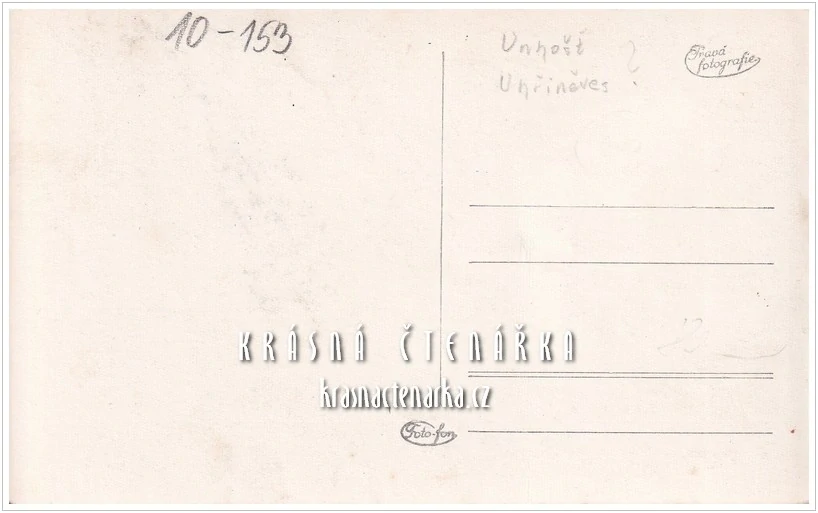 10-153
Unhošť ?
Uhříněves
Pravá
fotografie
KRÁSNÁ ČTENÁŘKA
krasnactenarka.cz
Foto-fon